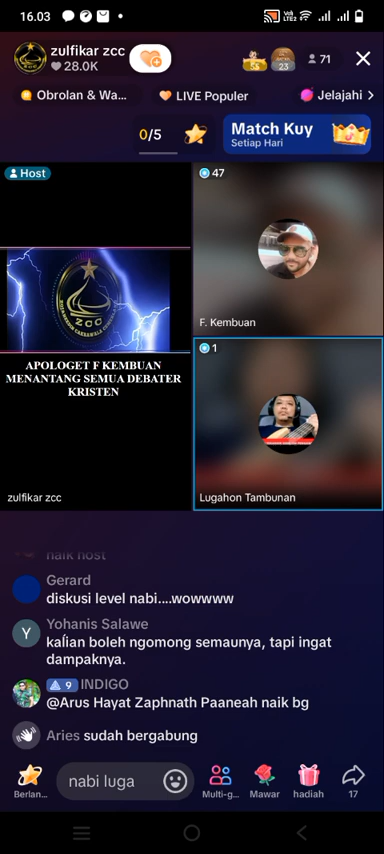 16.03
VoLTE2
zulfikar zcc
28.0K
23
71
Obrolan & Wa...
LIVE Populer
Jelajahi
0/5
Match Kuy
Setiap Hari
Host
47
F. Kembuan
ZCC
APOLOGET F KEMBUAN
MENANTANG SEMUA DEBATER
KRISTEN
1
zulfikar zcc
Lugahon Tambunan
naik host
Gerard
diskusi level nabi....wowwww
Y
Yohanis Salawe
kalian boleh ngomong semaunya, tapi ingat
dampaknya.
9 INDIGO
@Arus Hayat Zaphnath Paaneah naik bg
Aries sudah bergabung
nabi luga
Berlan...
Multi-g...
Mawar
hadiah
17